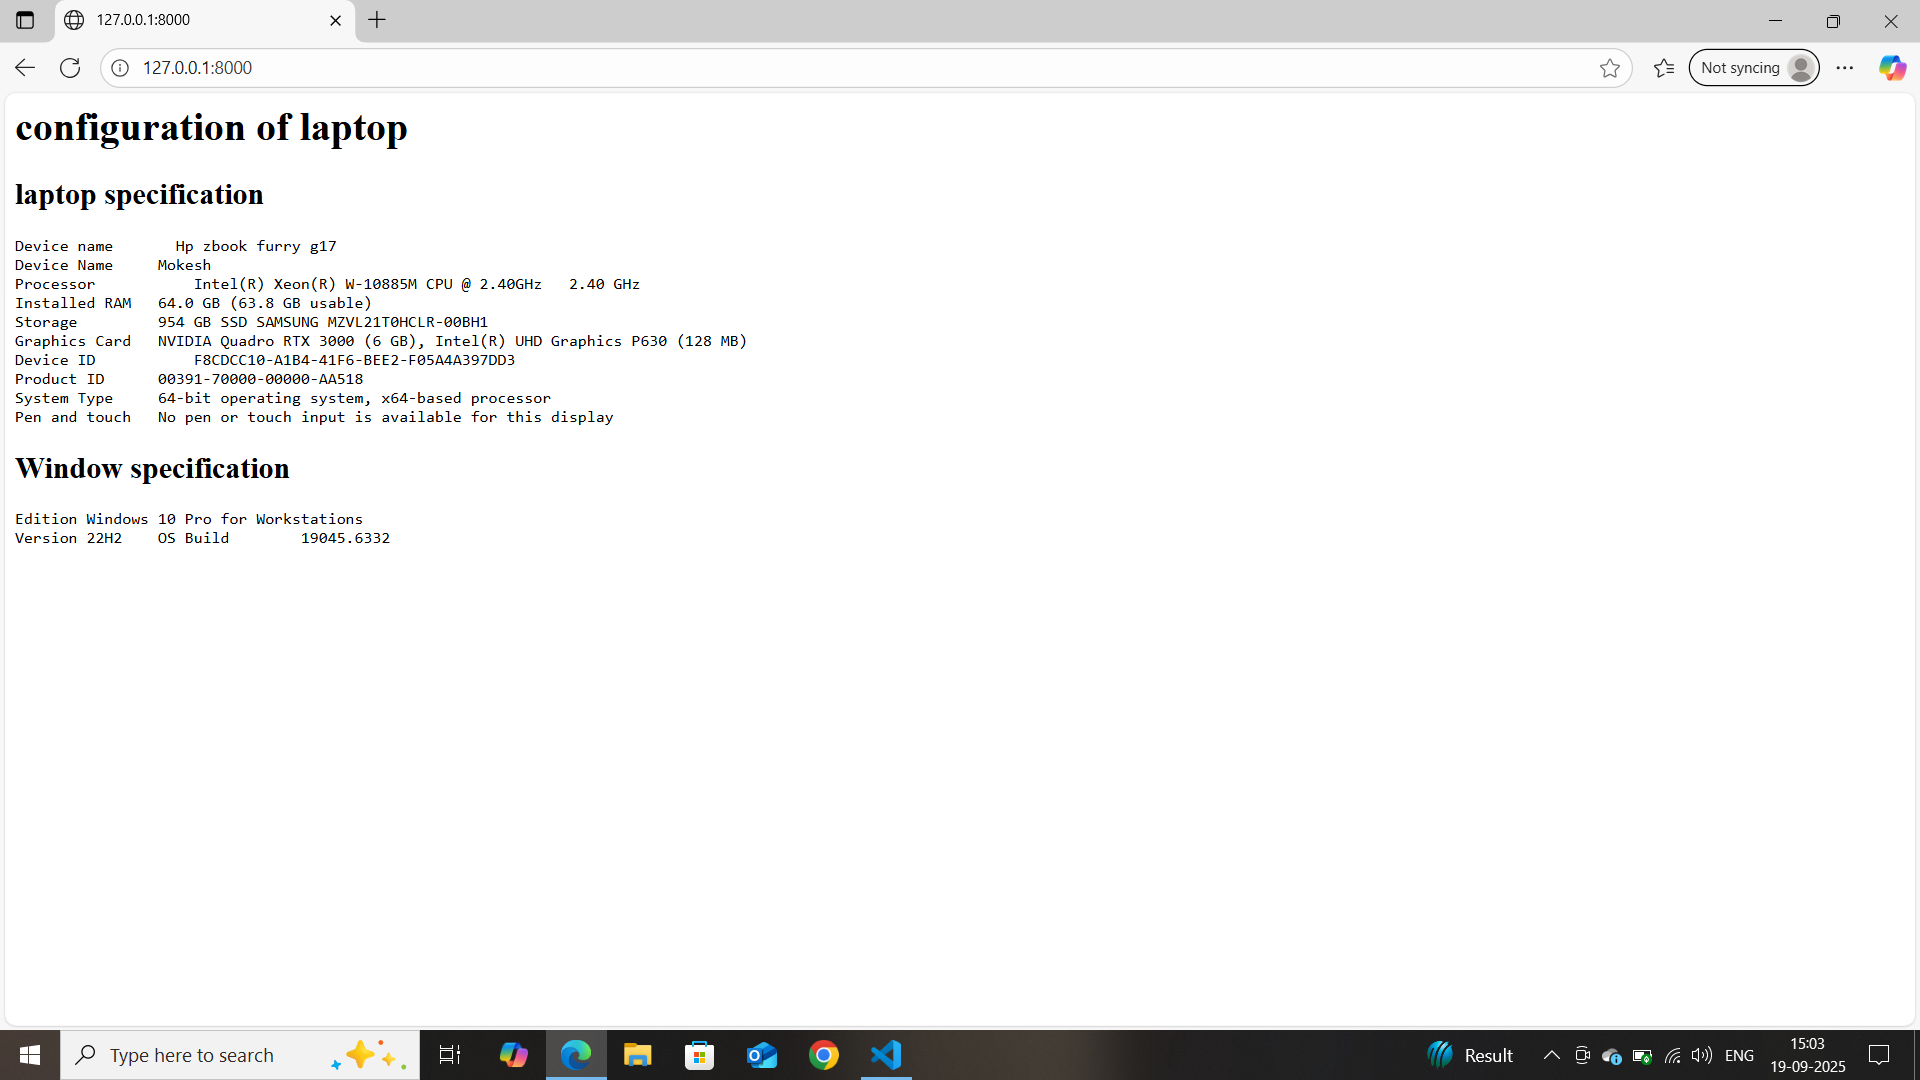 127.0.0.1:8000
127.0.0.1:8000
Not syncing
configuration of laptop
laptop specification
Device name       Hp zbook furry g17
Device Name     Mokesh
Processor           Intel(R) Xeon(R) W-10885M CPU @ 2.40GHz   2.40 GHz
Installed RAM   64.0 GB (63.8 GB usable)
Storage         954 GB SSD SAMSUNG MZVL21T0HCLR-00BH1
Graphics Card   NVIDIA Quadro RTX 3000 (6 GB), Intel(R) UHD Graphics P630 (128 MB)
Device ID           F8CDCC10-A1B4-41F6-BEE2-F05A4A397DD3
Product ID      00391-70000-00000-AA518
System Type     64-bit operating system, x64-based processor
Pen and touch   No pen or touch input is available for this display
Window specification
Edition Windows 10 Pro for Workstations
Version 22H2    OS Build        19045.6332
Type here to search
Result
ENG
15:03
19-09-2025